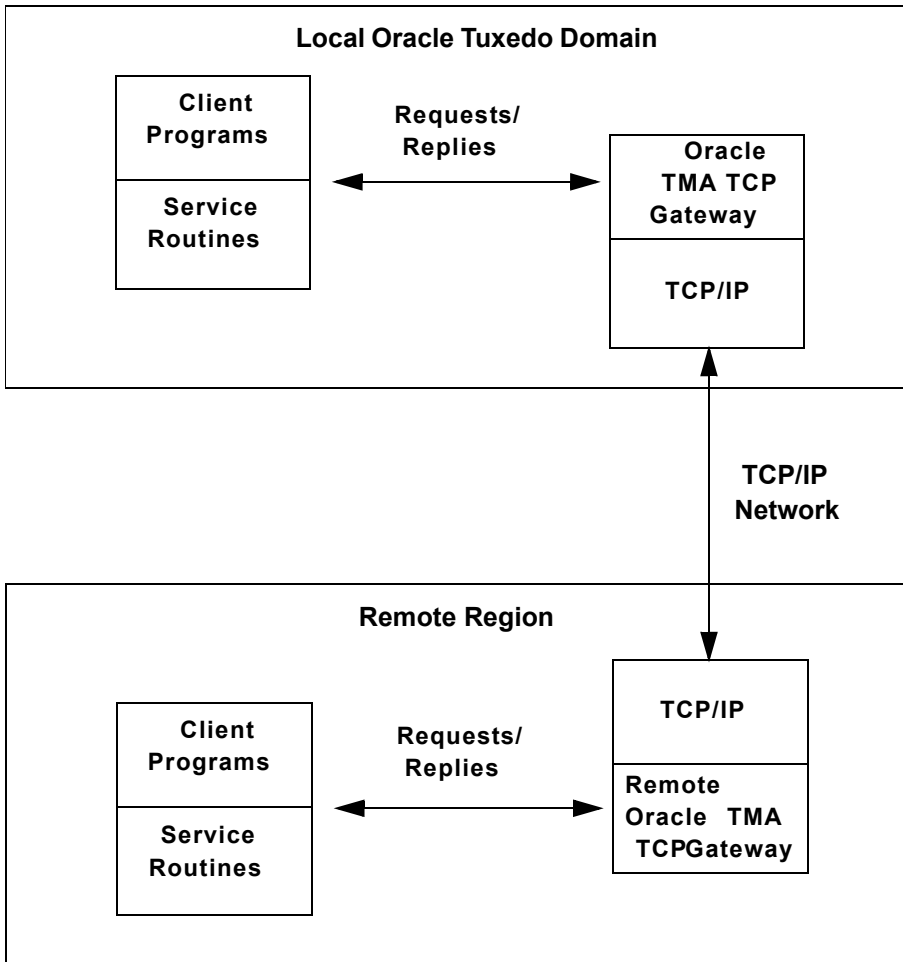 Local Oracle Tuxedo Domain
Client
Programs
Service
Routines
Requests/
Replies
Oracle
TMA TCP
Gateway
TCP/IP
TCP/IP
Network
Remote Region
Client
Programs
Service
Routines
Requests/
Replies
TCP/IP
Remote
Oracle TMA
TCPGateway